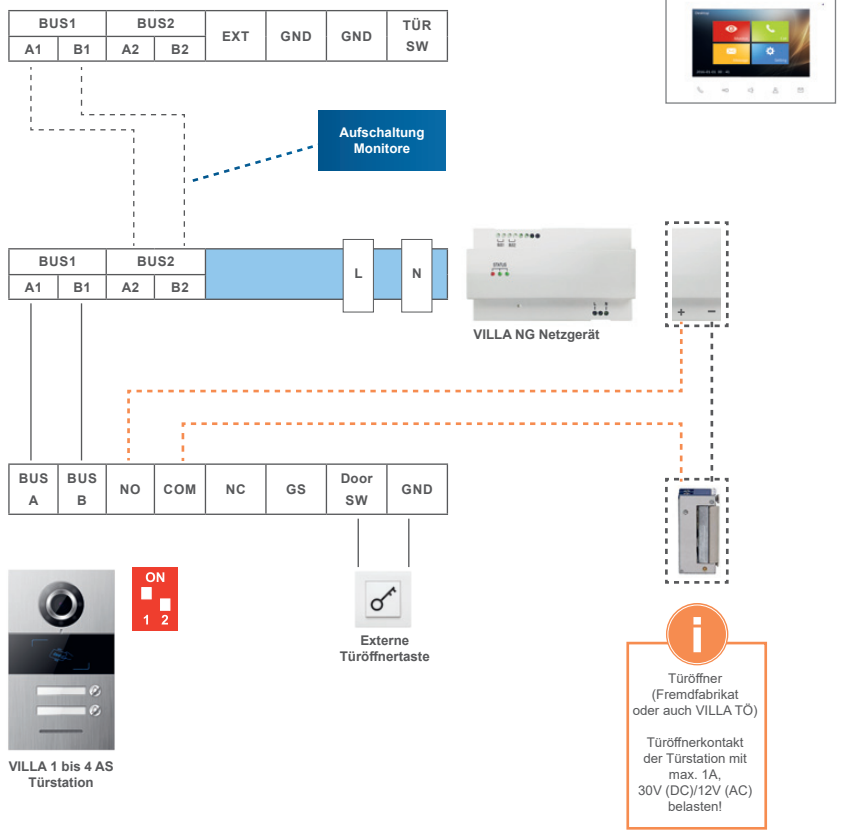 BUS1 BUS2 EXT GND GND TÜR SW
A1 B1 A2 B2
Aufschaltung
Monitore
BUS1 BUS2 L N
A1 B1 A2 B2
STATUS
L N
+ −
VILLA NG Netzgerät
BUS A BUS B NO COM NC GS Door SW GND
ON
1 2
Externe
Türöffnertaste
VILLA 1 bis 4 AS
Türstation
i
Türöffner
(Fremdfabrikat
oder auch VILLA TÖ)
Türöffnerkontakt
der Türstation mit
max. 1A,
30V (DC)/12V (AC)
belasten!